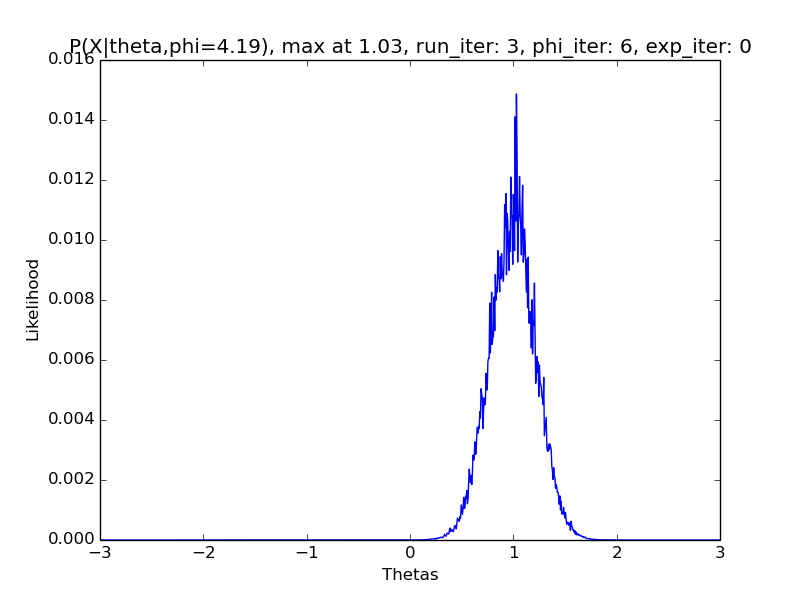 P(X|theta,phi=4.19), max at 1.03, run_iter: 3, phi_iter: 6, exp_iter: 0
0.016
0.014
0.012
0.010
0.008
0.006
0.004
0.002
0.000
Likelihood
−3 −2 −1 0 1 2 3
Thetas